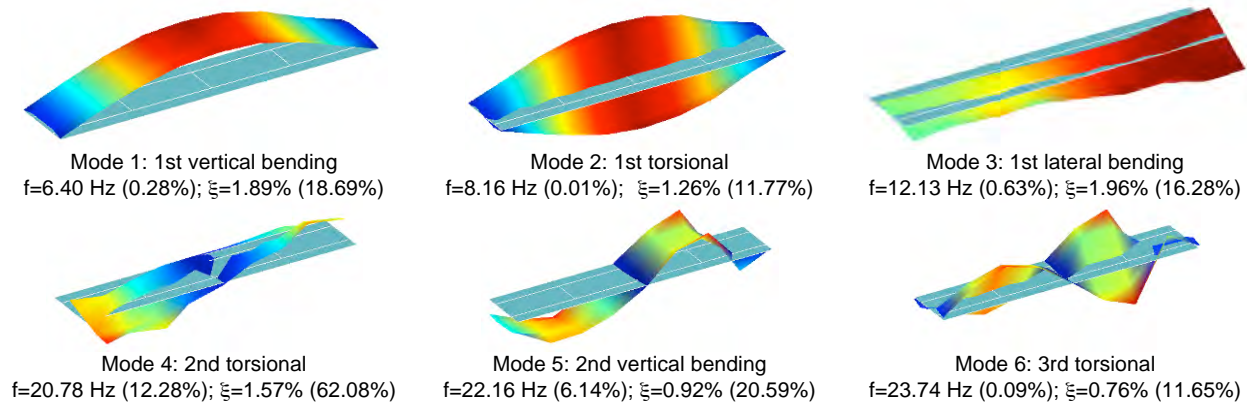 Mode 1: 1st vertical bending
f=6.40 Hz (0.28%); ξ=1.89% (18.69%)
Mode 2: 1st torsional
f=8.16 Hz (0.01%); ξ=1.26% (11.77%)
Mode 3: 1st lateral bending
f=12.13 Hz (0.63%); ξ=1.96% (16.28%)
Mode 4: 2nd torsional
f=20.78 Hz (12.28%); ξ=1.57% (62.08%)
Mode 5: 2nd vertical bending
f=22.16 Hz (6.14%); ξ=0.92% (20.59%)
Mode 6: 3rd torsional
f=23.74 Hz (0.09%); ξ=0.76% (11.65%)